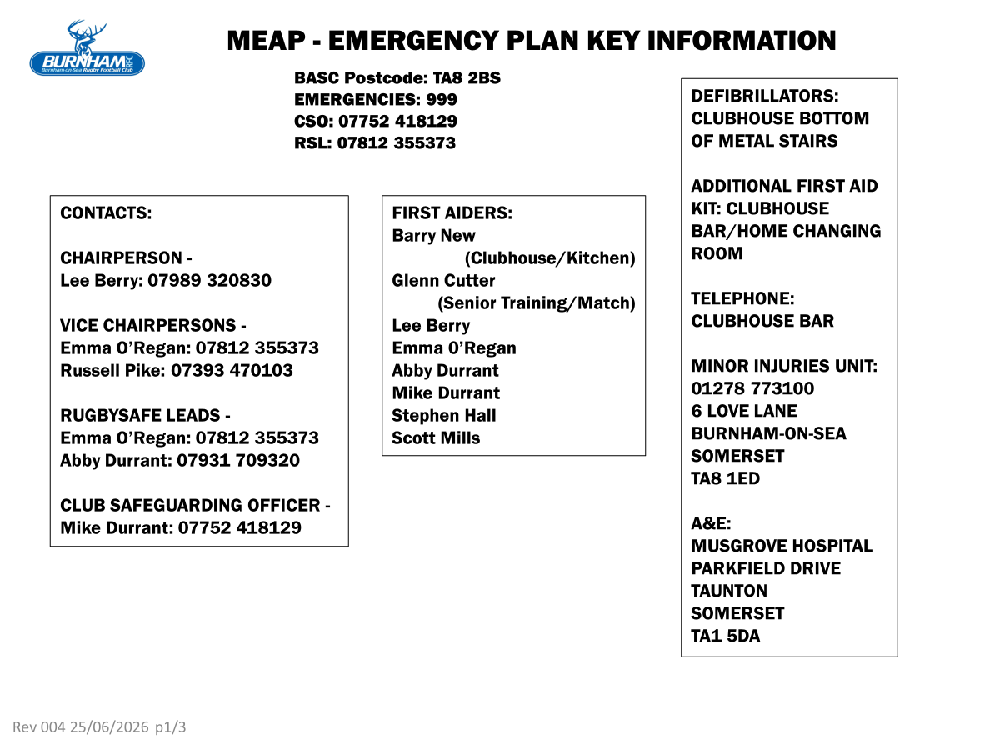 BURNHAM RFC
Burnham-on-Sea Rugby Football Club
MEAP - EMERGENCY PLAN KEY INFORMATION
BASC Postcode: TA8 2BS
EMERGENCIES: 999
CSO: 07752 418129
RSL: 07812 355373
CONTACTS:
CHAIRPERSON -
Lee Berry: 07989 320830
VICE CHAIRPERSONS -
Emma O’Regan: 07812 355373
Russell Pike: 07393 470103
RUGBYSAFE LEADS -
Emma O’Regan: 07812 355373
Abby Durrant: 07931 709320
CLUB SAFEGUARDING OFFICER -
Mike Durrant: 07752 418129
FIRST AIDERS:
Barry New
(Clubhouse/Kitchen)
Glenn Cutter
(Senior Training/Match)
Lee Berry
Emma O’Regan
Abby Durrant
Mike Durrant
Stephen Hall
Scott Mills
DEFIBRILLATORS:
CLUBHOUSE BOTTOM
OF METAL STAIRS
ADDITIONAL FIRST AID
KIT: CLUBHOUSE
BAR/HOME CHANGING
ROOM
TELEPHONE:
CLUBHOUSE BAR
MINOR INJURIES UNIT:
01278 773100
6 LOVE LANE
BURNHAM-ON-SEA
SOMERSET
TA8 1ED
A&E:
MUSGROVE HOSPITAL
PARKFIELD DRIVE
TAUNTON
SOMERSET
TA1 5DA
Rev 004 25/06/2026 p1/3